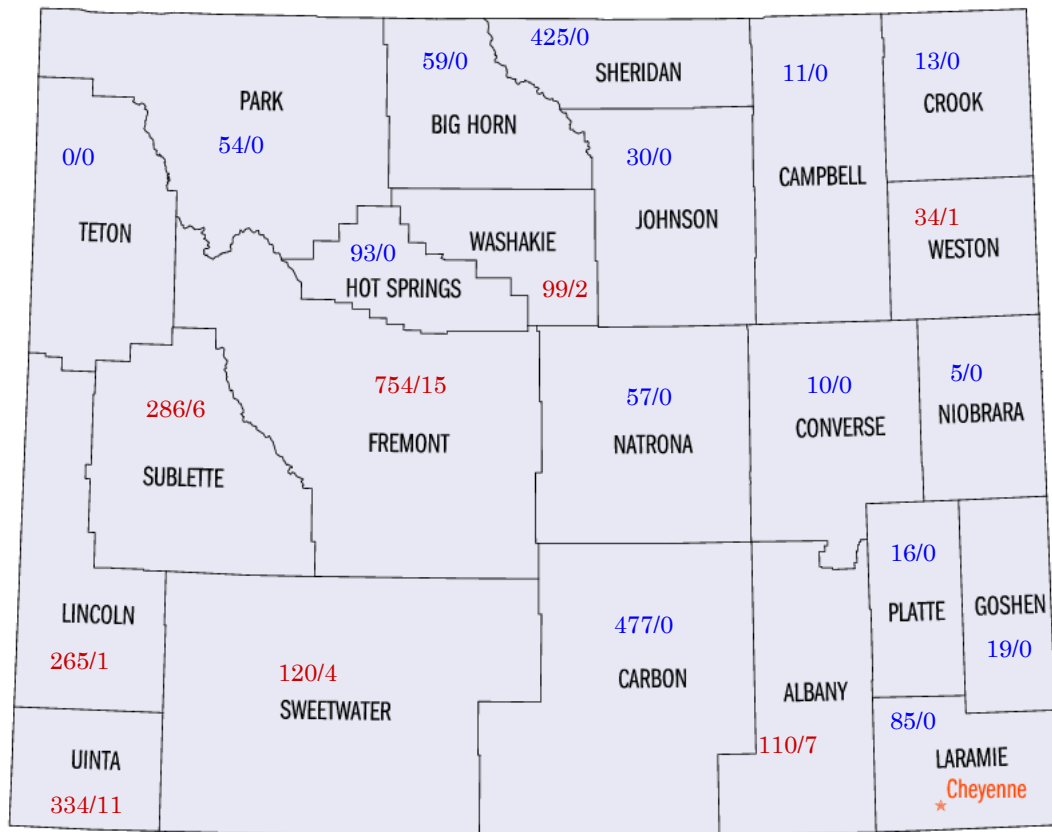 425/0
SHERIDAN
59/0
BIG HORN
11/0
CAMPBELL
13/0
CROOK
PARK
54/0
0/0
TETON
30/0
JOHNSON
34/1
WESTON
WASHAKIE
99/2
93/0
HOT SPRINGS
286/6
SUBLETTE
754/15
FREMONT
57/0
NATRONA
10/0
CONVERSE
5/0
NIOBRARA
LINCOLN
265/1
120/4
SWEETWATER
477/0
CARBON
ALBANY
110/7
16/0
PLATTE
GOSHEN
19/0
UINTA
334/11
85/0
LARAMIE
Cheyenne